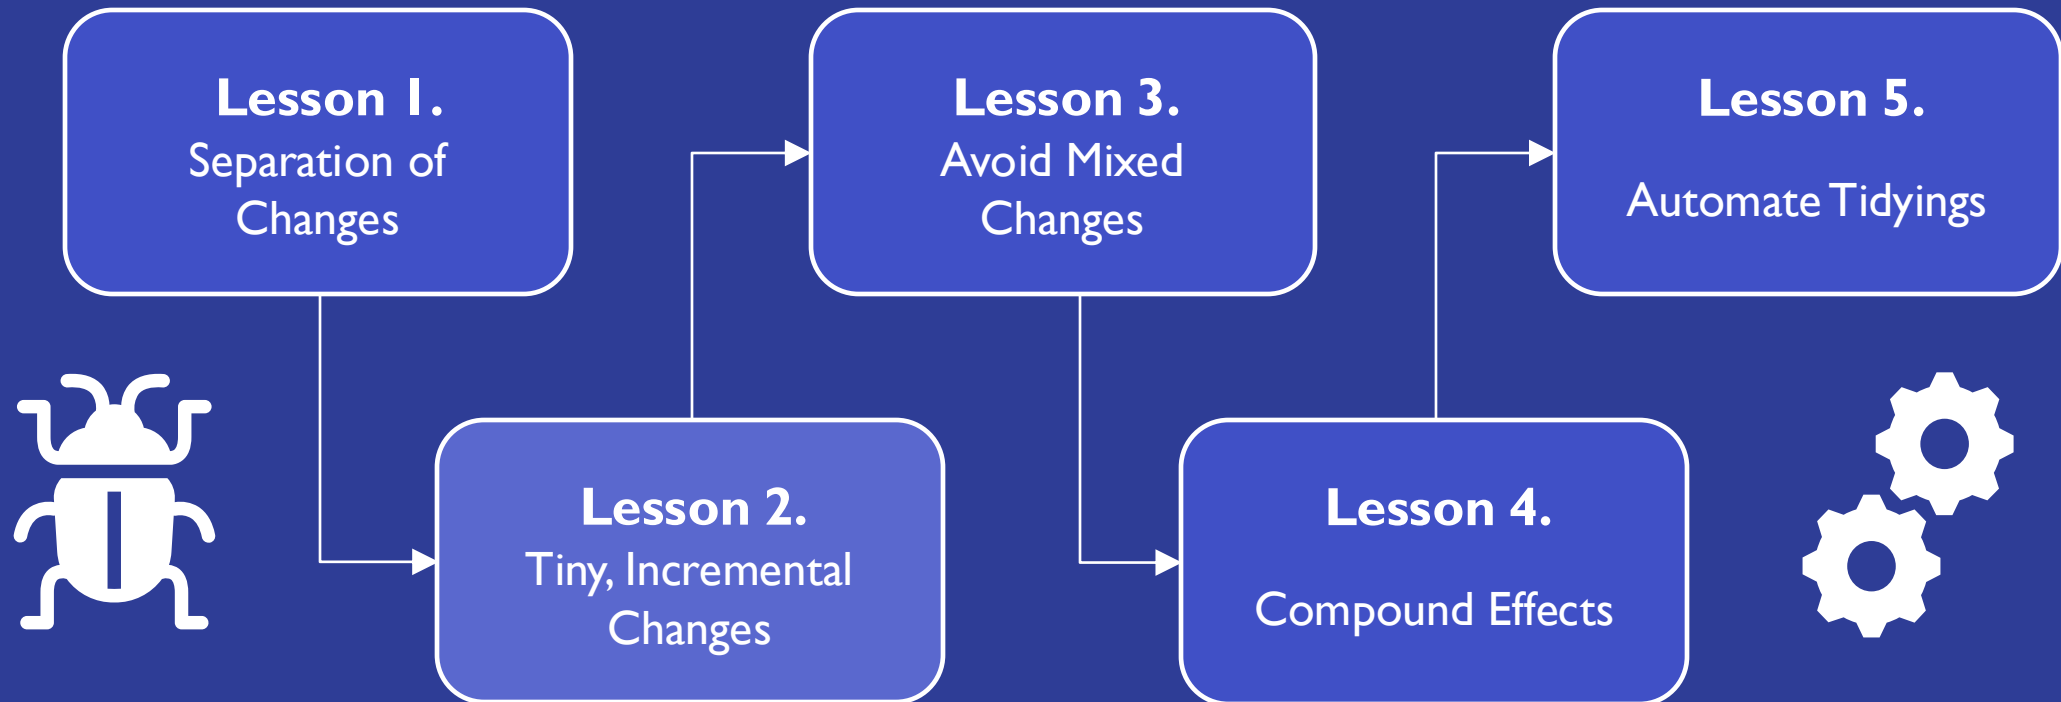 Lesson 1.
Separation of
Changes
Lesson 2.
Tiny, Incremental
Changes
Lesson 3.
Avoid Mixed
Changes
Lesson 4.
Compound Effects
Lesson 5.
Automate Tidyings